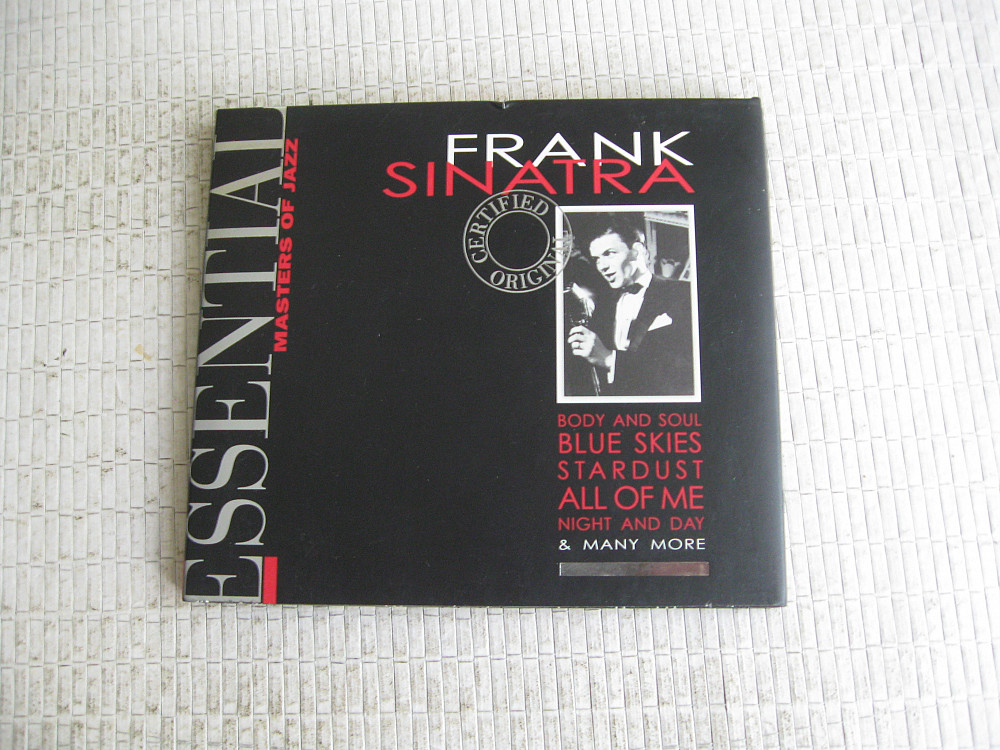 ESSENTIAL
MASTERS OF JAZZ
FRANK
SINATRA
CERTIFIED
ORIGINAL
BODY AND SOUL
BLUE SKIES
STARDUST
ALL OF ME
NIGHT AND DAY
& MANY MORE